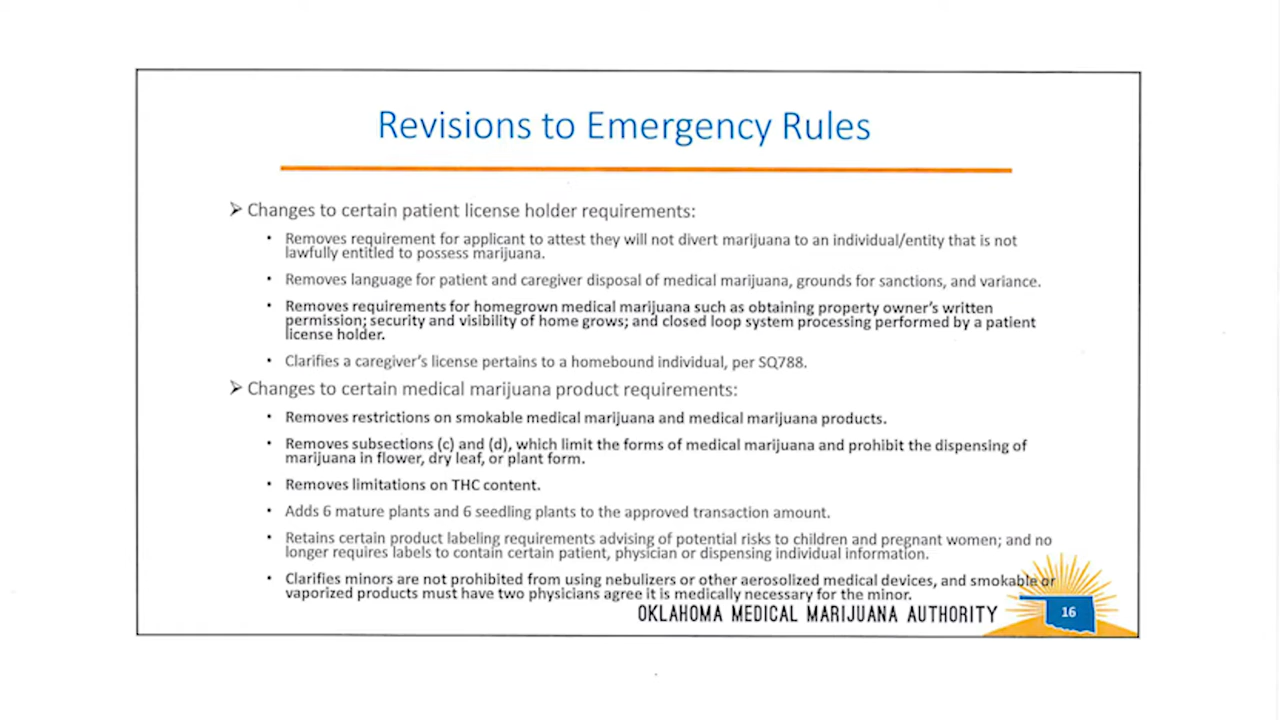 Revisions to Emergency Rules
➢ Changes to certain patient license holder requirements:
• Removes requirement for applicant to attest they will not divert marijuana to an individual/entity that is not
lawfully entitled to possess marijuana.
• Removes language for patient and caregiver disposal of medical marijuana, grounds for sanctions, and variance.
• Removes requirements for homegrown medical marijuana such as obtaining property owner's written
permission; security and visibility of home grows; and closed loop system processing performed by a patient
license holder.
• Clarifies a caregiver's license pertains to a homebound individual, per SQ788.
➢ Changes to certain medical marijuana product requirements:
• Removes restrictions on smokable medical marijuana and medical marijuana products.
• Removes subsections (c) and (d), which limit the forms of medical marijuana and prohibit the dispensing of
marijuana in flower, dry leaf, or plant form.
• Removes limitations on THC content.
• Adds 6 mature plants and 6 seedling plants to the approved transaction amount.
• Retains certain product labeling requirements advising of potential risks to children and pregnant women; and no
longer requires labels to contain certain patient, physician or dispensing individual information.
• Clarifies minors are not prohibited from using nebulizers or other aerosolized medical devices, and smokable or
vaporized products must have two physicians agree it is medically necessary for the minor.
OKLAHOMA MEDICAL MARIJUANA AUTHORITY
16